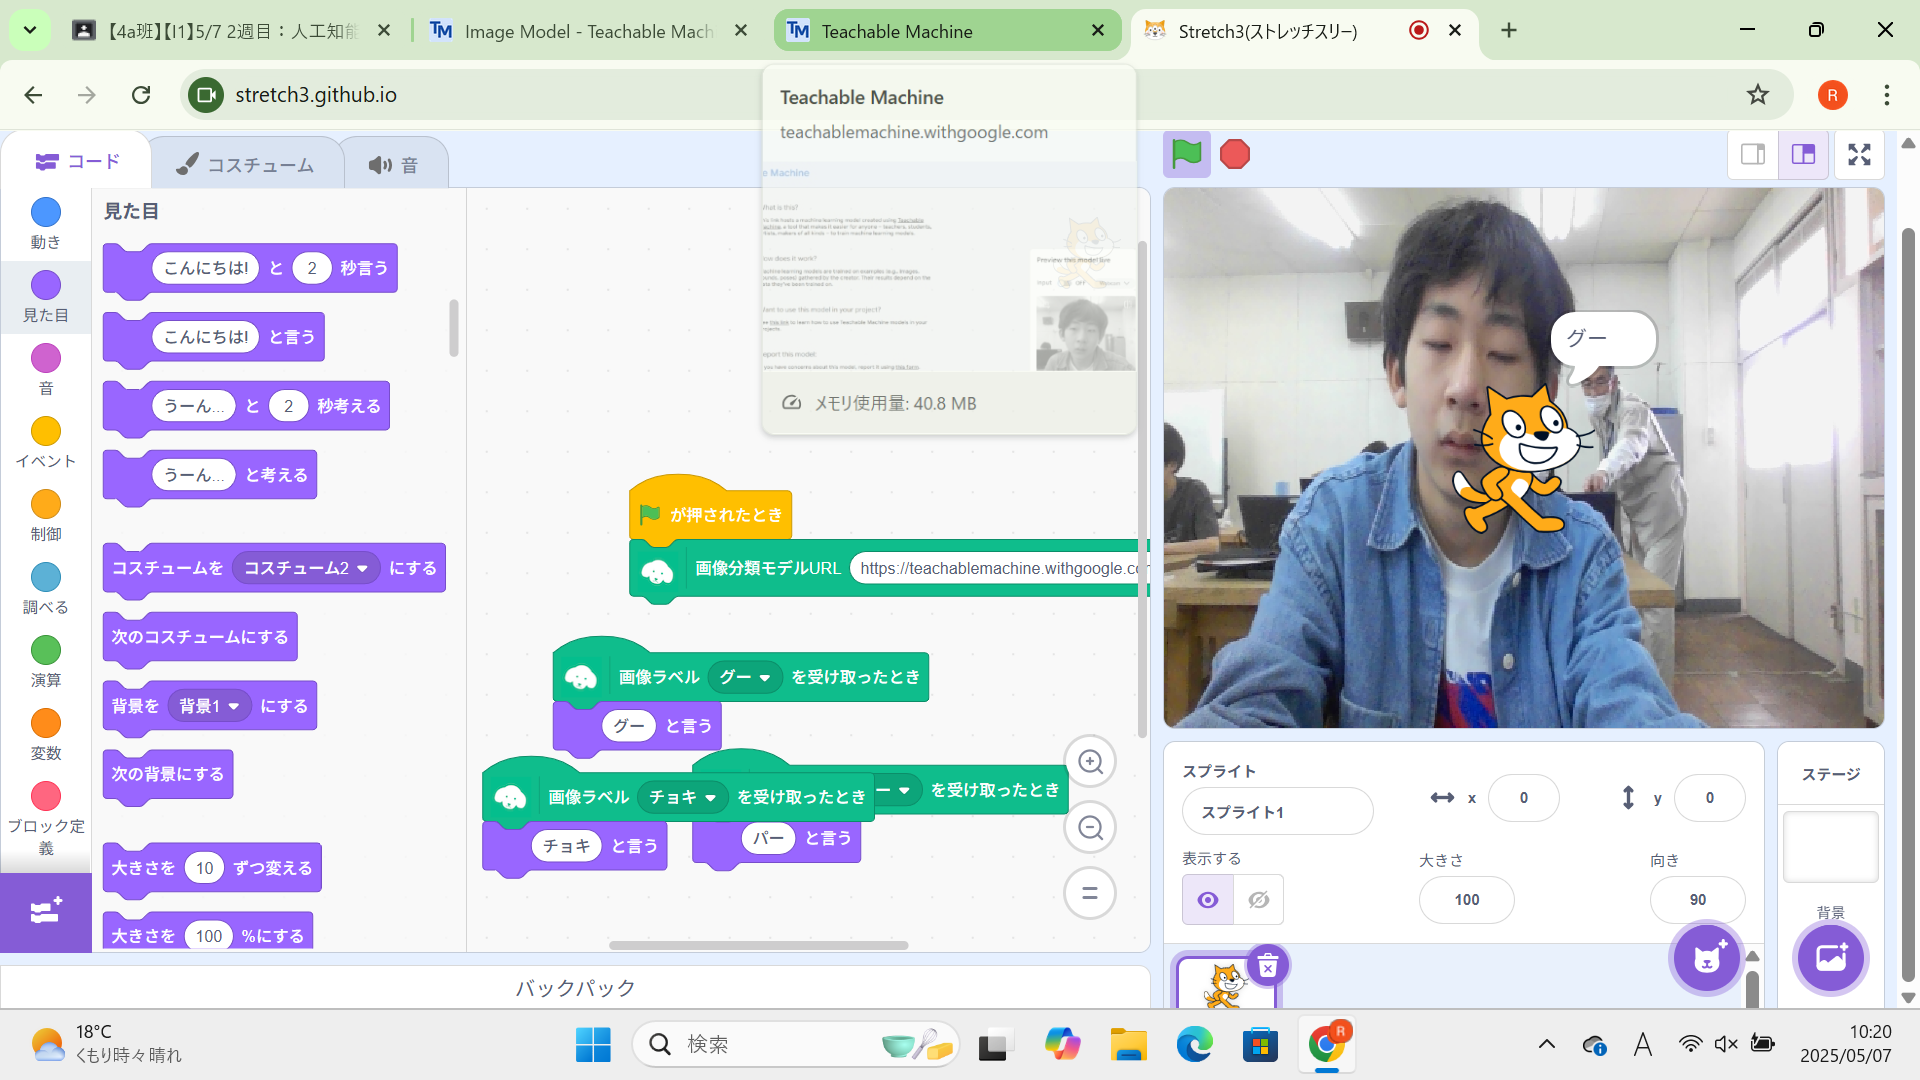 【4a班】【I1】5/7 2週目：人工知能
Image Model - Teachable Mach
Teachable Machine
Stretch3(ストレッチスリー)
stretch3.github.io
R
Teachable Machine
teachablemachine.withgoogle.com
メモリ使用量: 40.8 MB
コード
コスチューム
音
動き
見た目
音
イベント
制御
調べる
演算
変数
ブロック定義
見た目
こんにちは! と 2 秒言う
こんにちは! と言う
うーん... と 2 秒考える
うーん... と考える
コスチュームを コスチューム2 にする
次のコスチュームにする
背景を 背景1 にする
次の背景にする
大きさを 10 ずつ変える
大きさを 100 %にする
が押されたとき
画像分類モデルURL https://teachablemachine.withgoogle.co
画像ラベル グー を受け取ったとき
グー と言う
画像ラベル チョキ を受け取ったとき
チョキ と言う
ー を受け取ったとき
パー と言う
バックパック
グー
スプライト
スプライト1
x 0
y 0
表示する
大きさ
100
向き
90
ステージ
背景
18°C
くもり時々晴れ
検索
R
A
10:20
2025/05/07